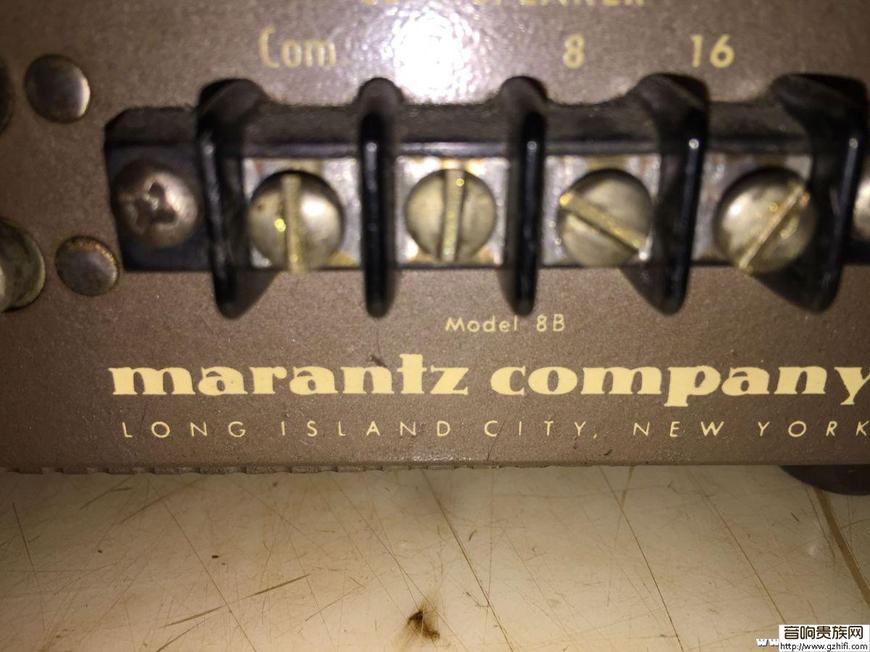 SPEAKER
Com 8 16
Model 8B
marantz company
LONG ISLAND CITY, NEW YORK
音响贵族网
http://www.gzhifi.com